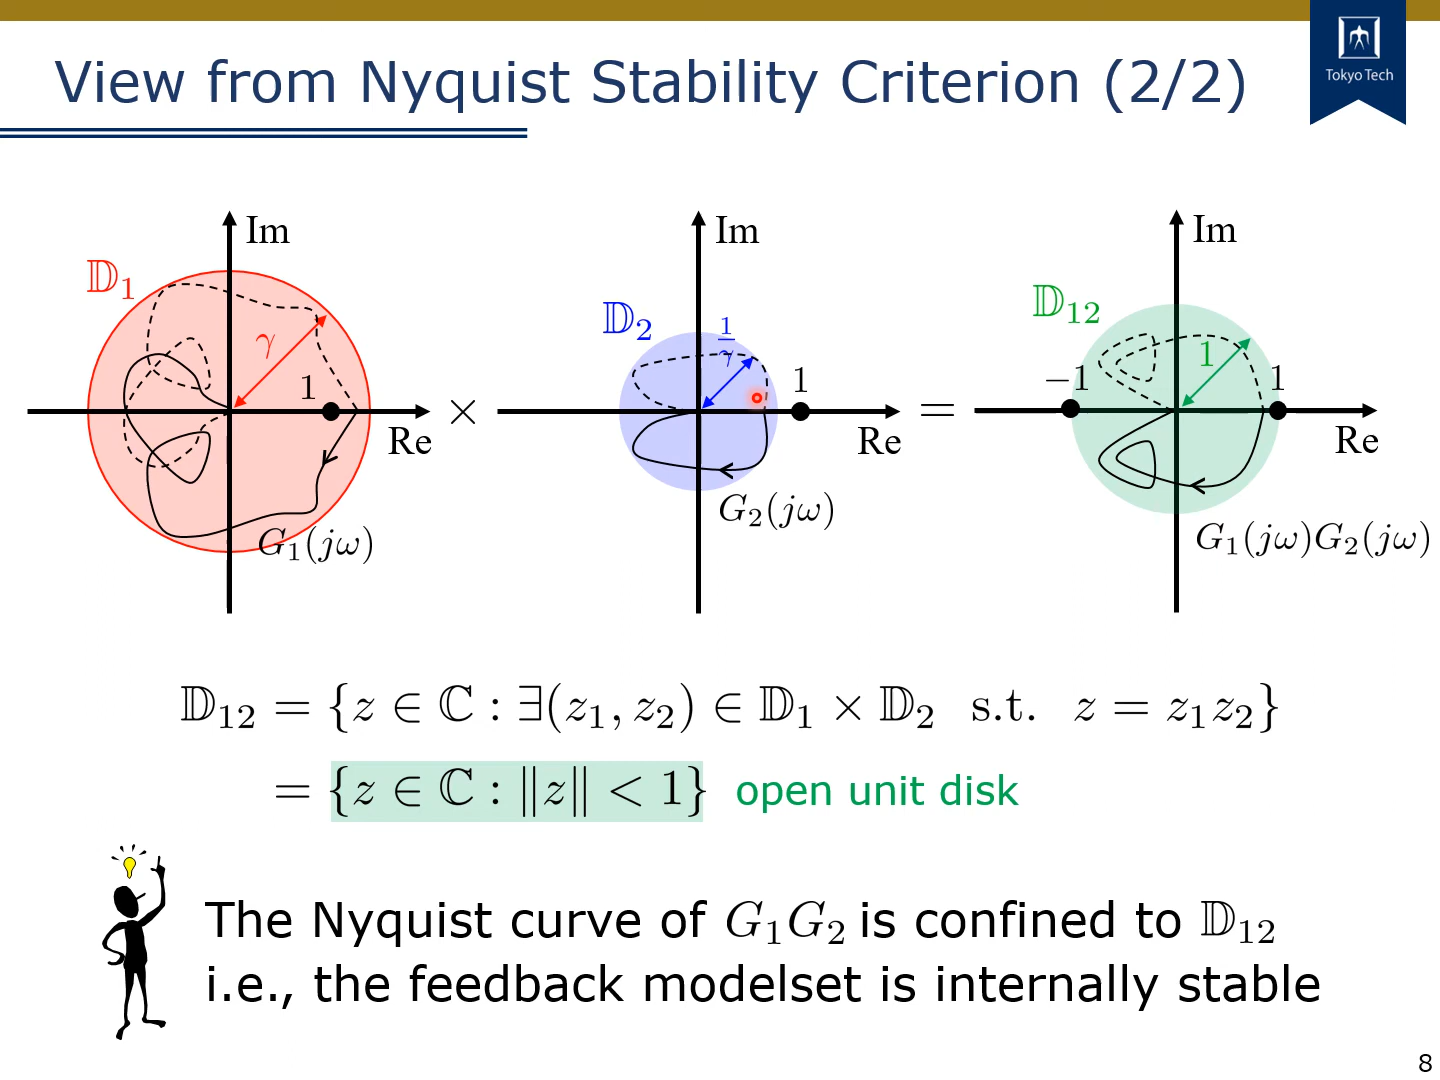 View from Nyquist Stability Criterion (2/2)
Tokyo Tech
Im
𝔻₁
γ
1
Re
G₁(jω)
×
Im
𝔻₂
1/γ
1
Re
G₂(jω)
=
Im
𝔻₁₂
1
−1
1
Re
G₁(jω)G₂(jω)
𝔻₁₂ = {z ∈ ℂ : ∃(z₁, z₂) ∈ 𝔻₁ × 𝔻₂ s.t. z = z₁z₂}
= {z ∈ ℂ : ‖z‖ < 1} open unit disk
The Nyquist curve of G₁G₂ is confined to 𝔻₁₂
i.e., the feedback modelset is internally stable
8